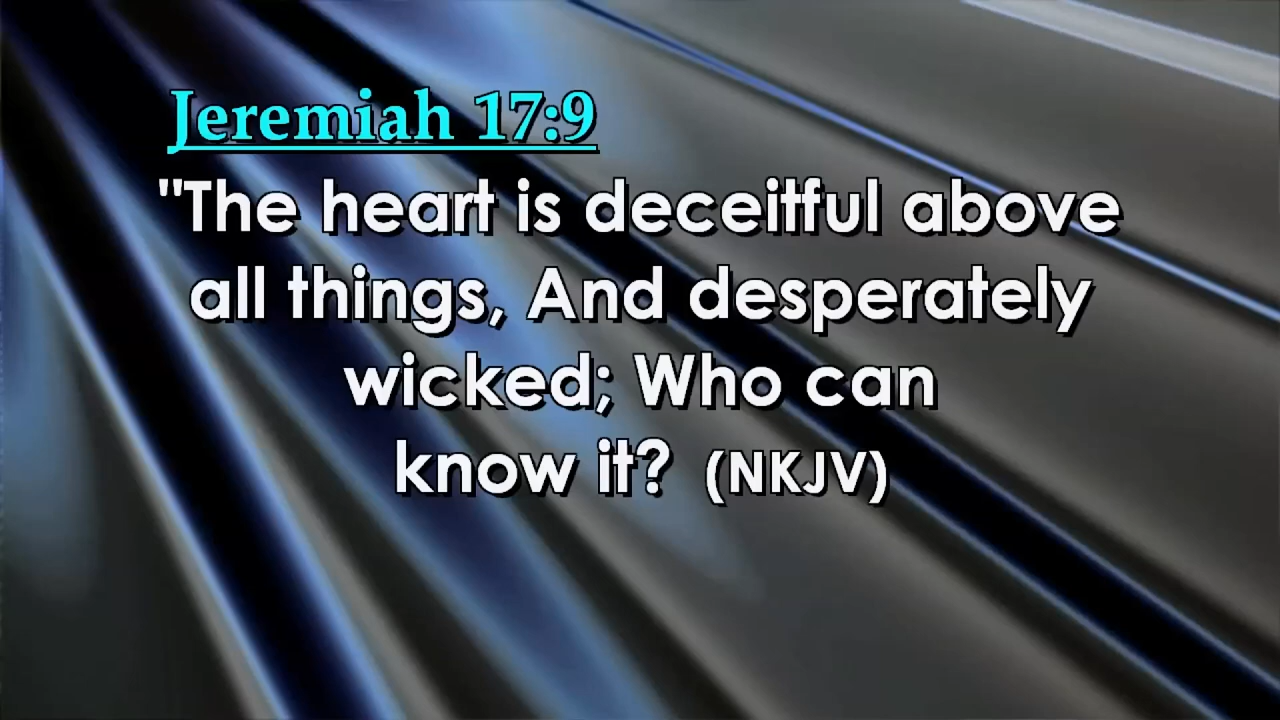 Jeremiah 17:9
"The heart is deceitful above
all things, And desperately
wicked; Who can
know it? (NKJV)